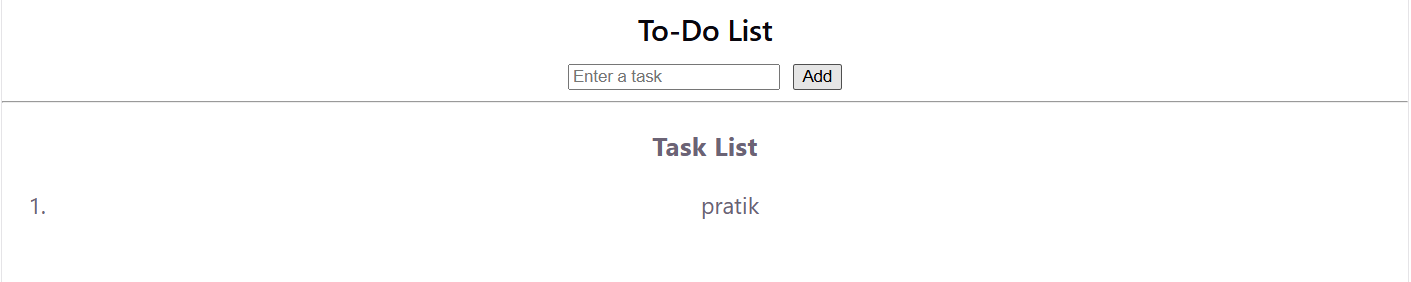 To-Do List
Enter a task Add
Task List
1. pratik